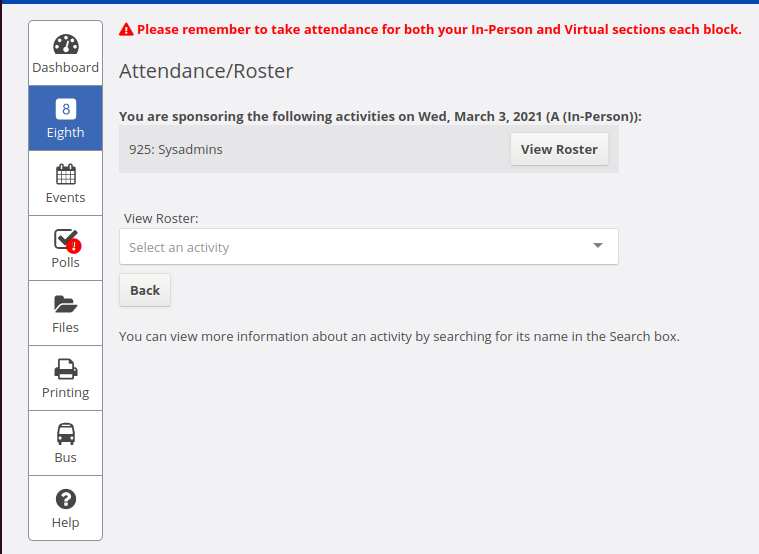 Please remember to take attendance for both your In-Person and Virtual sections each block.
Dashboard
8
Eighth
Events
Polls
Files
Printing
Bus
Help
Attendance/Roster
You are sponsoring the following activities on Wed, March 3, 2021 (A (In-Person)):
925: Sysadmins
View Roster
View Roster:
Select an activity
Back
You can view more information about an activity by searching for its name in the Search box.